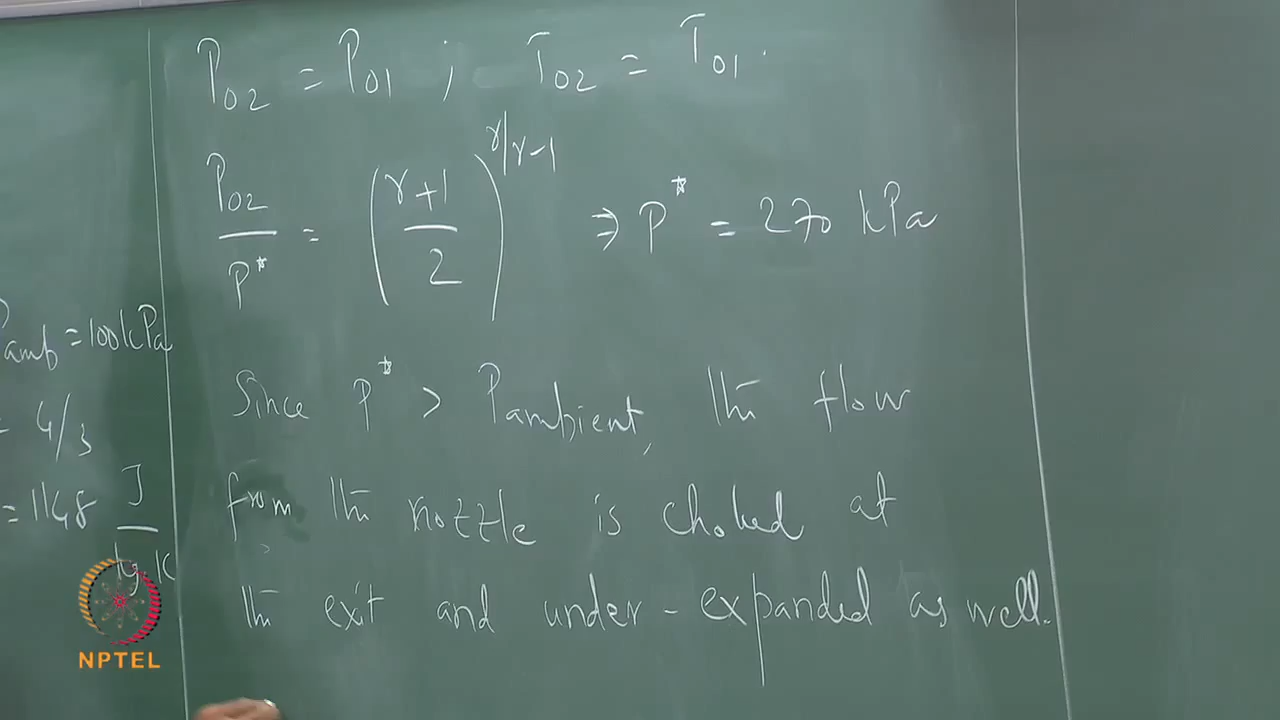 P02 = P01 ; T02 = T01.
P02 / P* = ((γ+1)/2)^(γ/γ-1) ⇒ P* = 270 kPa
Since P* > Pambient, the flow
from the nozzle is choked at
the exit and under-expanded as well.
Pamb = 100 kPa
= 4/3
= 1148 J/kg.K
NPTEL